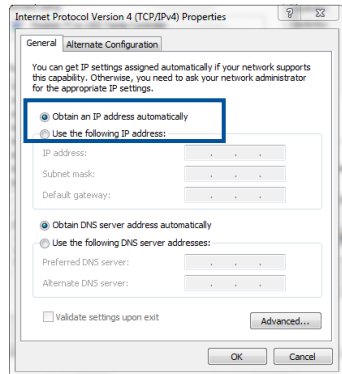 Internet Protocol Version 4 (TCP/IPv4) Properties
General
Alternate Configuration
You can get IP settings assigned automatically if your network supports
this capability. Otherwise, you need to ask your network administrator
for the appropriate IP settings.
Obtain an IP address automatically
Use the following IP address:
IP address:
Subnet mask:
Default gateway:
Obtain DNS server address automatically
Use the following DNS server addresses:
Preferred DNS server:
Alternate DNS server:
Validate settings upon exit
Advanced...
OK
Cancel